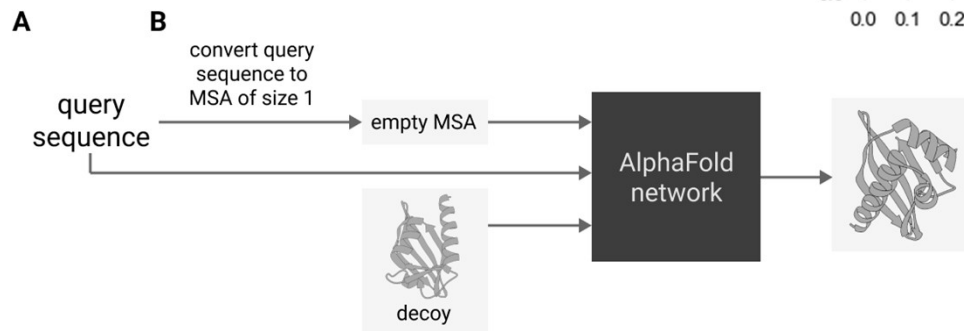 A
B
0.0 0.1 0.2
convert query
sequence to
MSA of size 1
query
sequence
empty MSA
AlphaFold
network
decoy